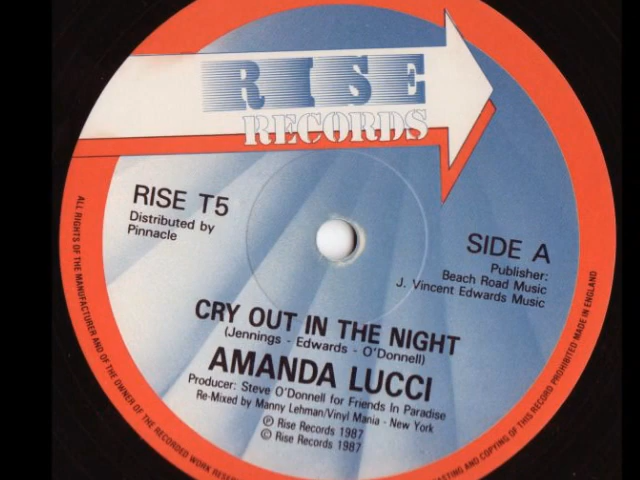 RISE
RECORDS
RISE T5
Distributed by
Pinnacle
SIDE A
Publisher:
Beach Road Music
J. Vincent Edwards Music
CRY OUT IN THE NIGHT
(Jennings - Edwards - O'Donnell)
AMANDA LUCCI
Producer: Steve O'Donnell for Friends In Paradise
Re-Mixed by Manny Lehman/Vinyl Mania - New York
Ⓟ Rise Records 1987
© Rise Records 1987
ALL RIGHTS OF THE MANUFACTURER AND OF THE OWNER OF THE RECORDED WORK
CASTING AND COPYING OF THIS RECORD PROHIBITED MADE IN ENGLAND